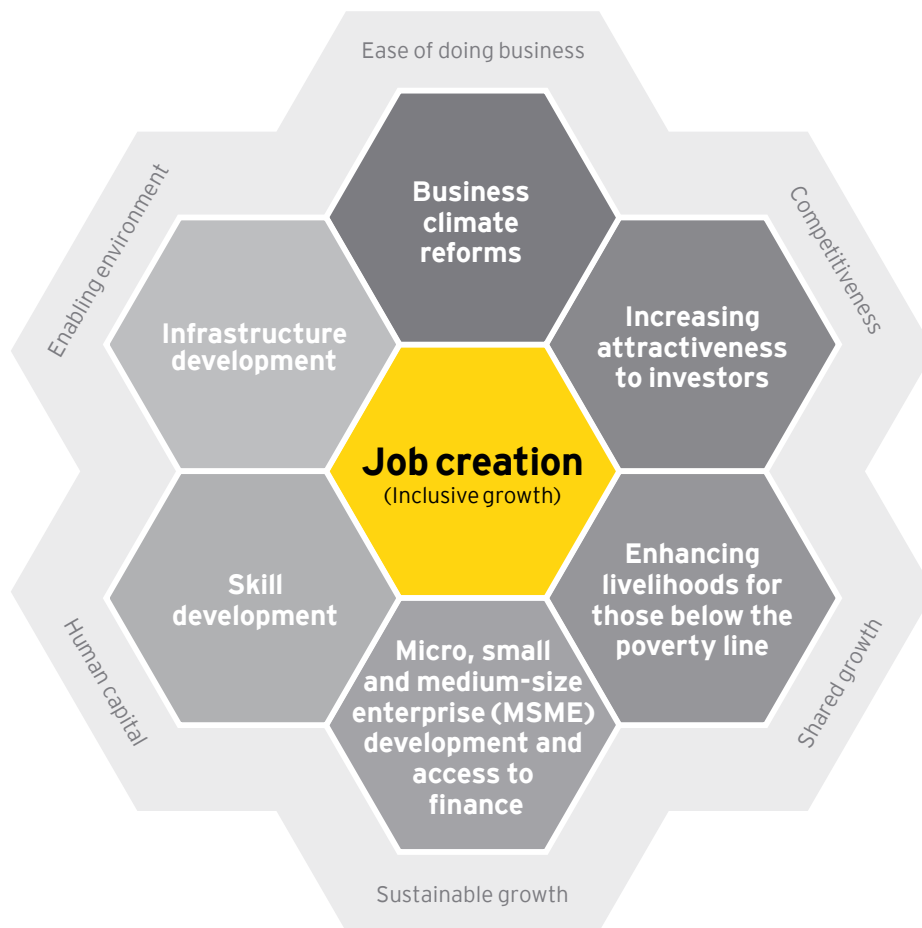 Ease of doing business
Business
climate
reforms
Enabling environment
Competitiveness
Infrastructure
development
Increasing
attractiveness
to investors
Job creation
(Inclusive growth)
Skill
development
Enhancing
livelihoods for
those below the
poverty line
Micro, small
and medium-size
enterprise (MSME)
development and
access to
finance
Human capital
Shared growth
Sustainable growth